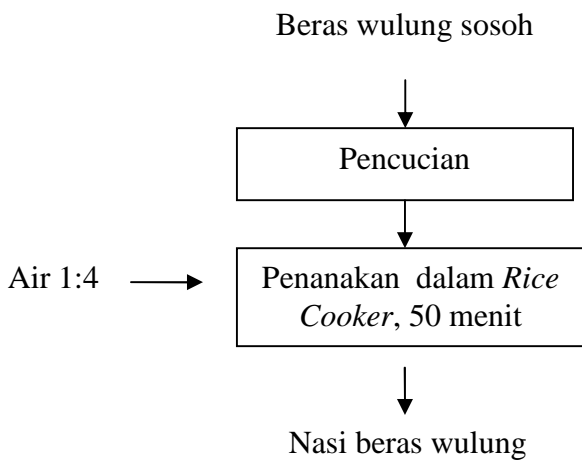 Beras wulung sosoh
Pencucian
Air 1:4
Penanakan dalam Rice
Cooker, 50 menit
Nasi beras wulung